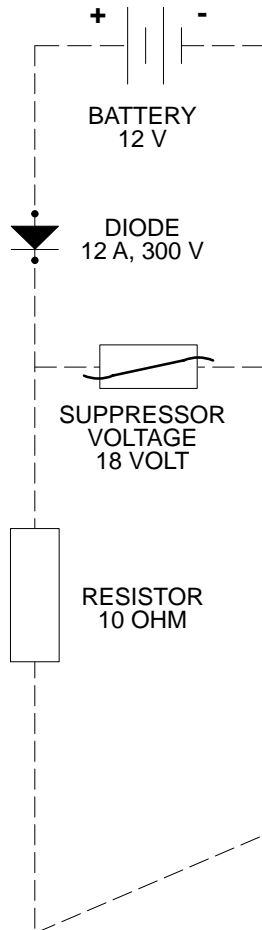 + -
BATTERY
12 V
DIODE
12 A, 300 V
SUPPRESSOR
VOLTAGE
18 VOLT
RESISTOR
10 OHM